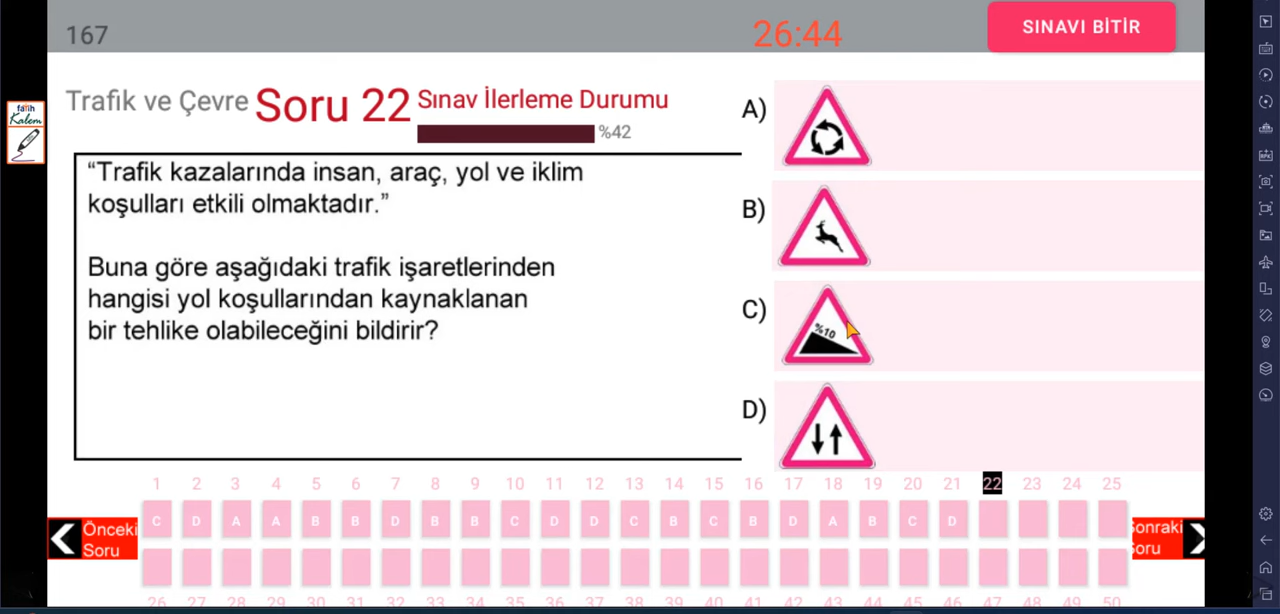 167
26:44
SINAVI BİTİR
fatih
Kalem
Trafik ve Çevre Soru 22 Sınav İlerleme Durumu
%42
“Trafik kazalarında insan, araç, yol ve iklim
koşulları etkili olmaktadır.”
Buna göre aşağıdaki trafik işaretlerinden
hangisi yol koşullarından kaynaklanan
bir tehlike olabileceğini bildirir?
A)
B)
C)
%10
D)
1 2 3 4 5 6 7 8 9 10 11 12 13 14 15 16 17 18 19 20 21 22 23 24 25
C D A A B B D B B C D D C B C B D A B C D
Önceki
Soru
Sonraki
Soru
26 27 28 29 30 31 32 33 34 35 36 37 38 39 40 41 42 43 44 45 46 47 48 49 50